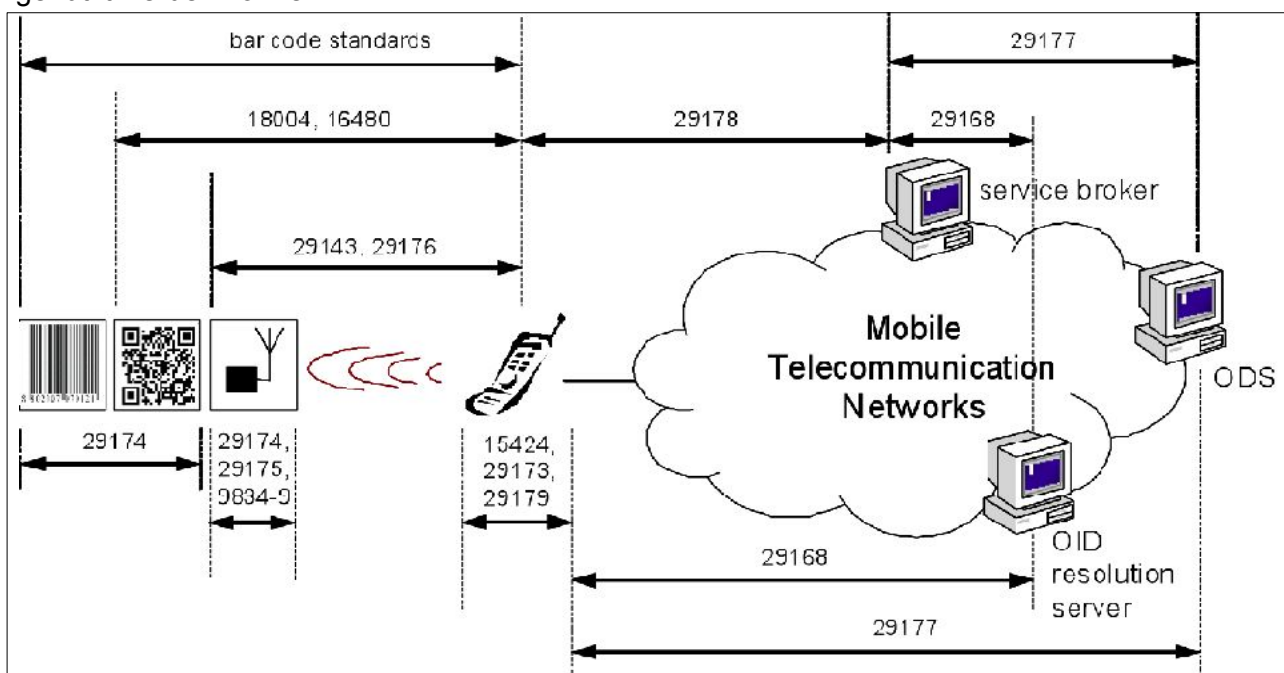 bar code standards
29177
18004, 16480
29178
29168
service broker
29143, 29176
Mobile
Telecommunication
Networks
ODS
29174
29174,
29175,
9834-9
15424,
29173,
29179
OID
resolution
server
29168
29177